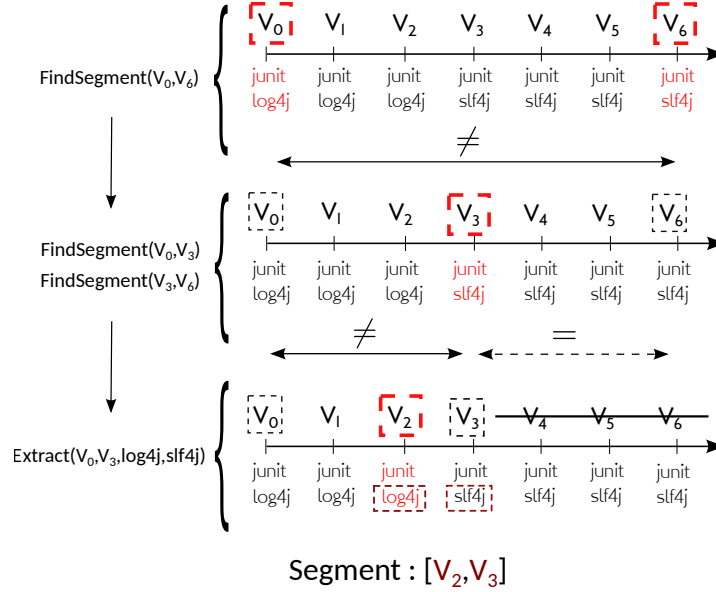 V₀ V₁ V₂ V₃ V₄ V₅ V₆
FindSegment(V₀,V₆)
junit junit junit junit junit junit junit
log4j log4j log4j slf4j slf4j slf4j slf4j
≠
V₀ V₁ V₂ V₃ V₄ V₅ V₆
FindSegment(V₀,V₃)
FindSegment(V₃,V₆)
junit junit junit junit junit junit junit
log4j log4j log4j slf4j slf4j slf4j slf4j
≠ =
V₀ V₁ V₂ V₃ V₄ V₅ V₆
Extract(V₀,V₃,log4j,slf4j)
junit junit junit junit junit junit junit
log4j log4j log4j slf4j slf4j slf4j slf4j
Segment : [V₂,V₃]